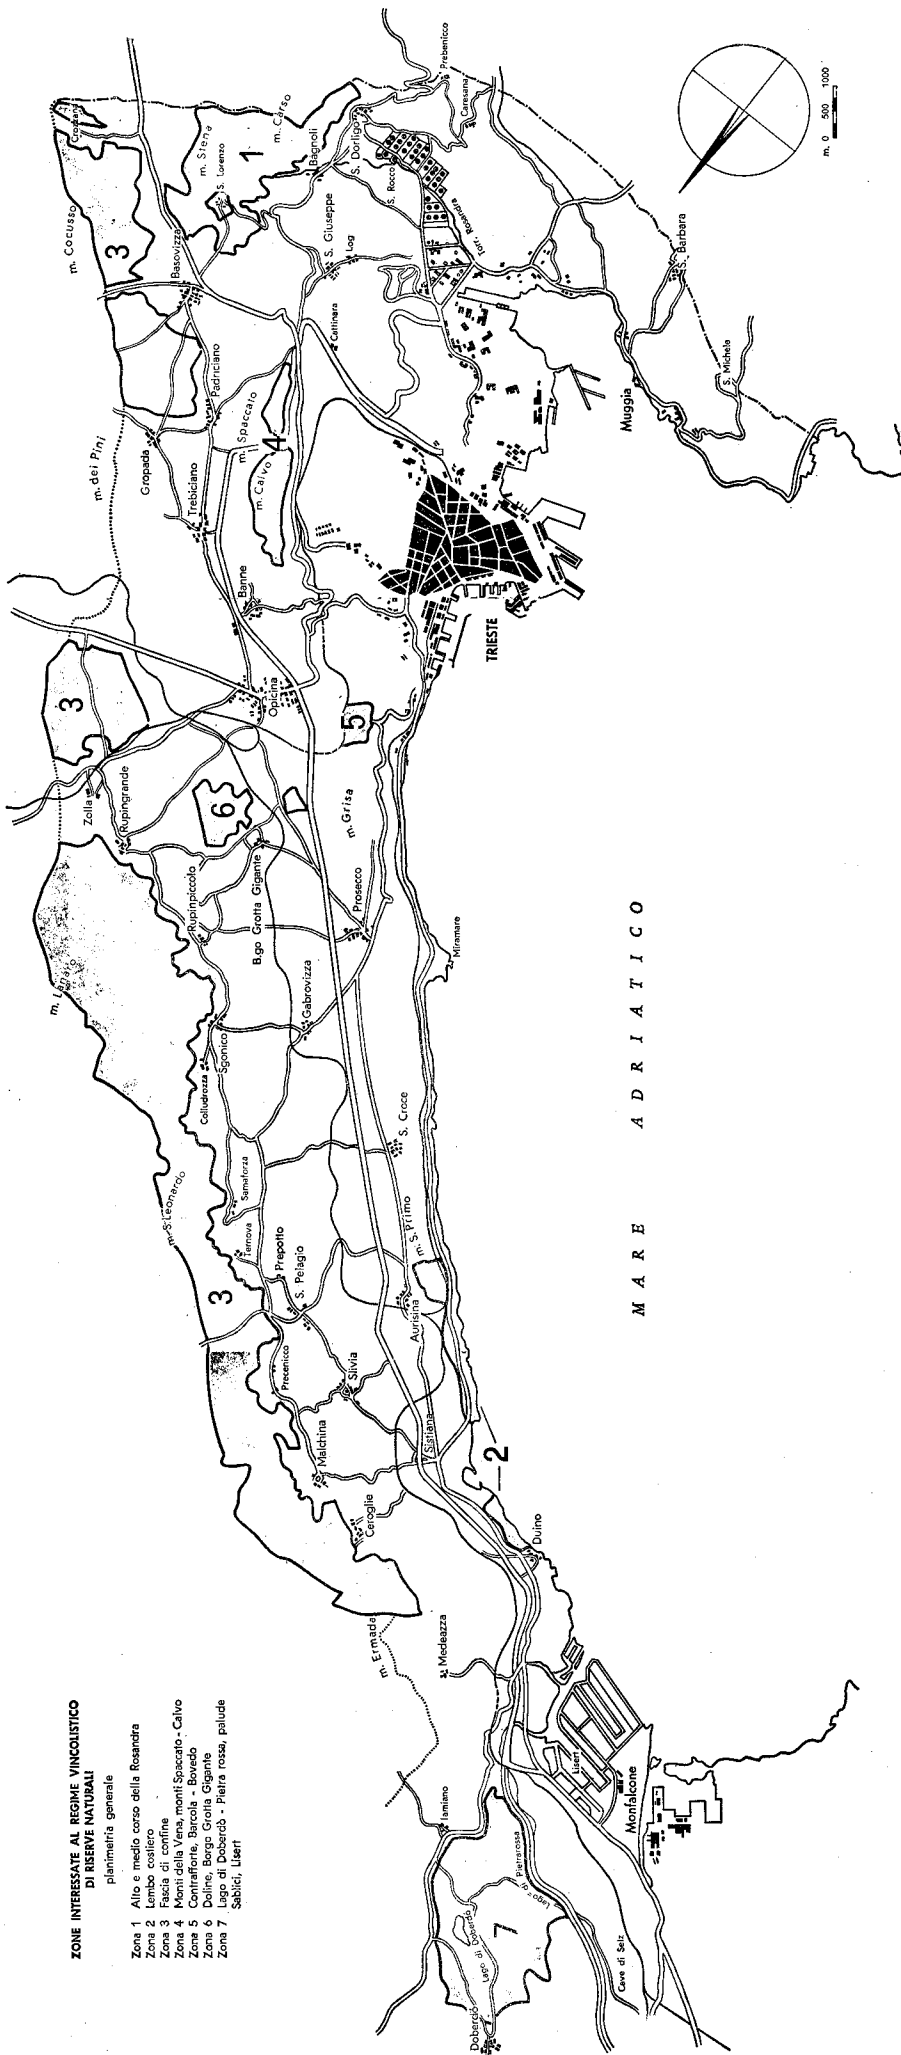 ZONE INTERESSATE AL REGIME VINCOLISTICO
DI RISERVE NATURALI
planimetria generale
Zona 1 Alto e medio corso della Rosandra
Zona 2 Lembo costiero
Zona 3 Fascia di confine
Zona 4 Monti della Vena, monti Spaccato - Calvo
Zona 5 Contrafforte, Barcola - Bovedo
Zona 6 Doline, Borgo Grotta Gigante
Zona 7 Lago di Doberdò - Pietra rossa, palude
Sablici, Lisert
Doberdò
Lago di Doberdò
7
Lago di Pietrarossa
Cave di Selz
Iamiano
Monfalcone
Lisert
m. Ermada
Medeazza
Duino
2
Ceroglie
Malchina
Sistiana
Slivia
Precenicco
3
S. Pelagio
Prepotto
Ternova
Aurisina
m. S. Primo
Samatorza
m. S. Leonardo
S. Croce
Colludrozza
Sgonico
Gabrovizza
m. Lanaro
Rupinpiccolo
B.go Grotta Gigante
Prosecco
Miramare
6
m. Grisa
Rupingrande
Zolla
3
5
Opicina
Banne
TRIESTE
Trebiciano
m. Calvo
4
m. Spaccato
m. dei Pini
Gropada
Padriciano
Basovizza
3
m. Cocusso
Crozzana
m. Stena
S. Lorenzo
1
m. Carso
Bagnoli
S. Giuseppe
Log
Cattinara
S. Dorligo
S. Rocco
Torr. Rosandra
Caresana
Prebenicco
Muggia
S. Barbara
S. Michele
MARE ADRIATICO
m. 0 500 1000